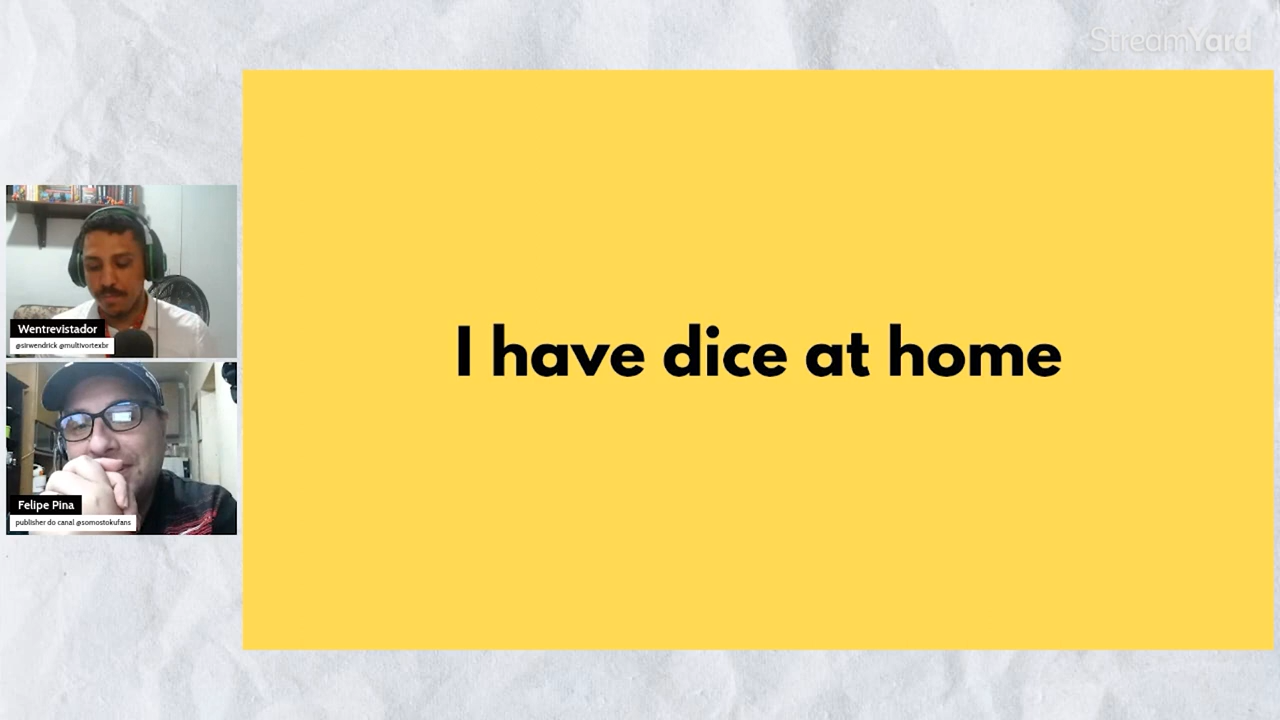 StreamYard
Wentrevistador
@sirwendrick @multivortexbr
Felipe Pina
publisher do canal @somostokufans
I have dice at home